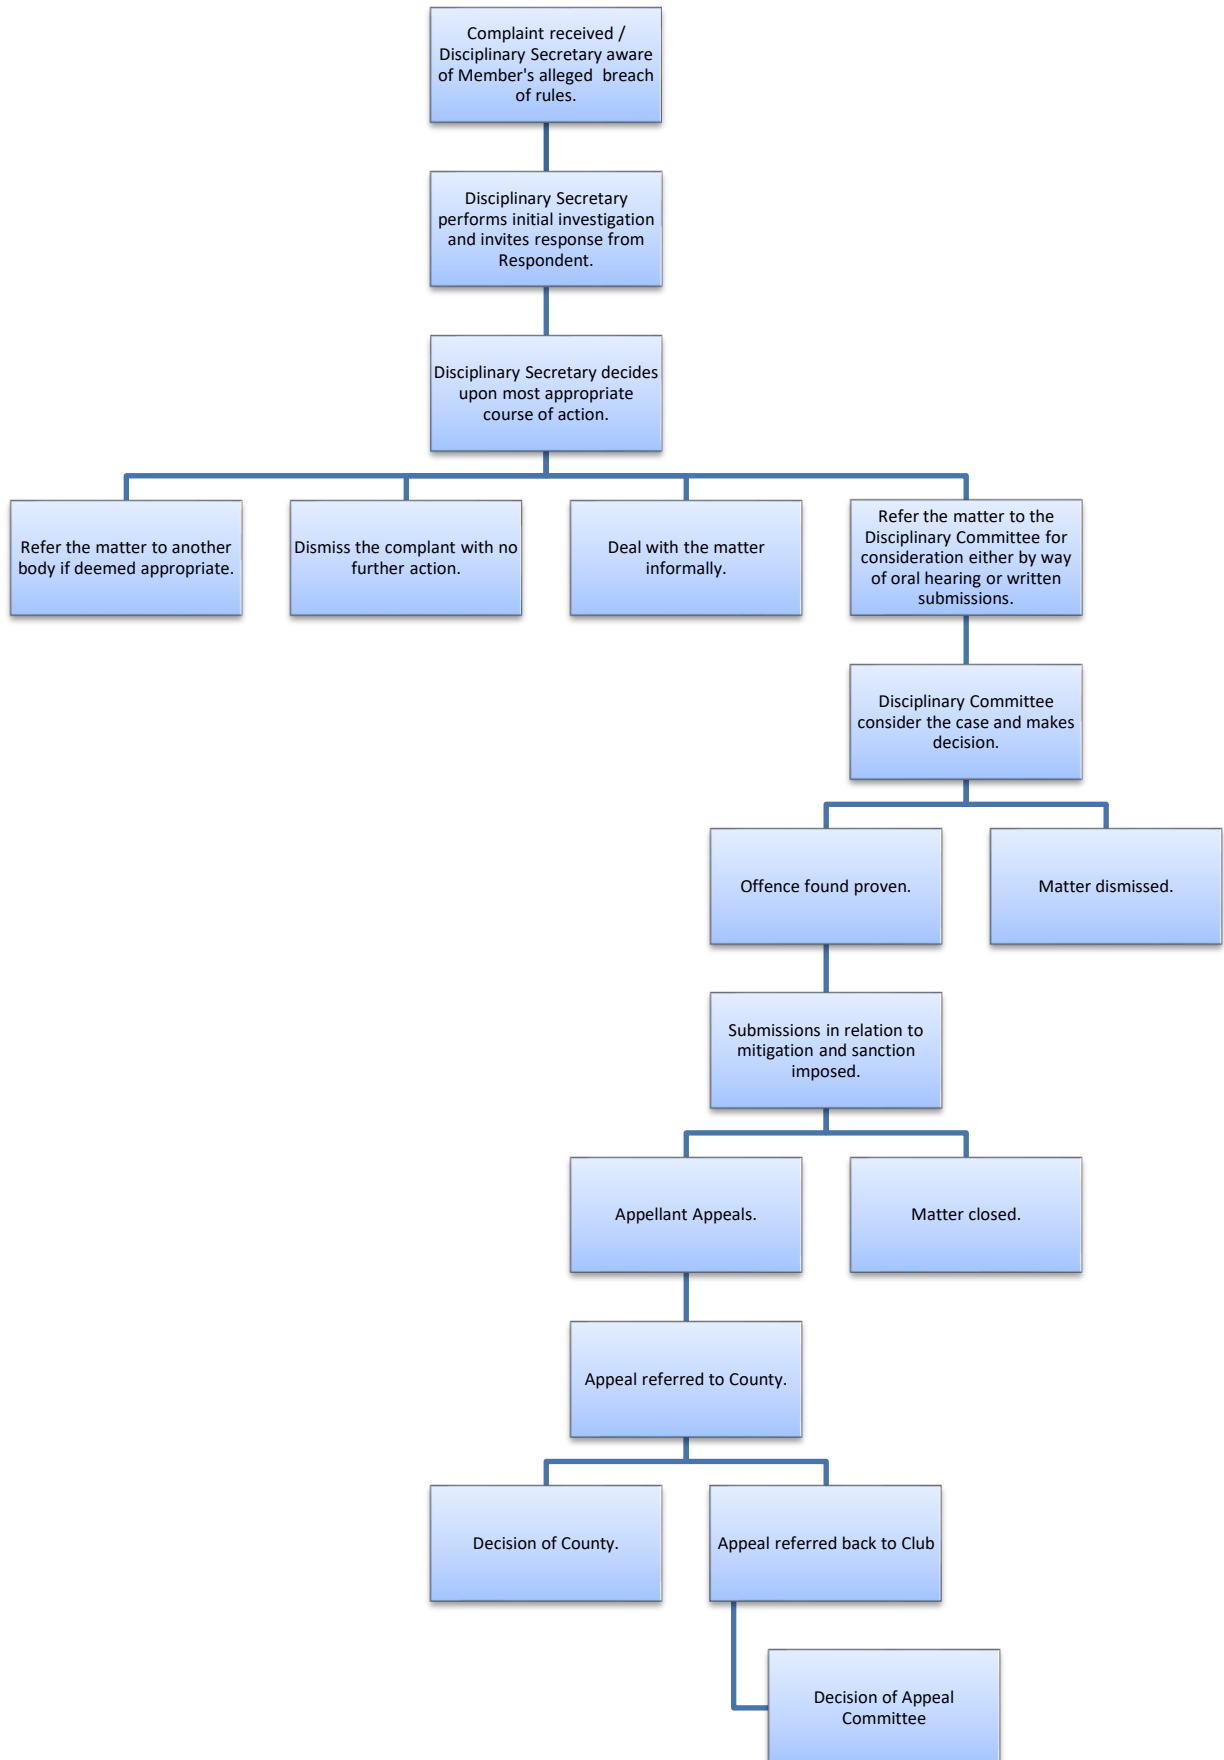 Complaint received /
Disciplinary Secretary aware
of Member's alleged  breach
of rules.
Disciplinary Secretary
performs initial investigation
and invites response from
Respondent.
Disciplinary Secretary decides
upon most appropriate
course of action.
Refer the matter to another
body if deemed appropriate.
Dismiss the complant with no
further action.
Deal with the matter
informally.
Refer the matter to the
Disciplinary Committee for
consideration either by way
of oral hearing or written
submissions.
Disciplinary Committee
consider the case and makes
decision.
Offence found proven.
Matter dismissed.
Submissions in relation to
mitigation and sanction
imposed.
Appellant Appeals.
Matter closed.
Appeal referred to County.
Decision of County.
Appeal referred back to Club
Decision of Appeal
Committee